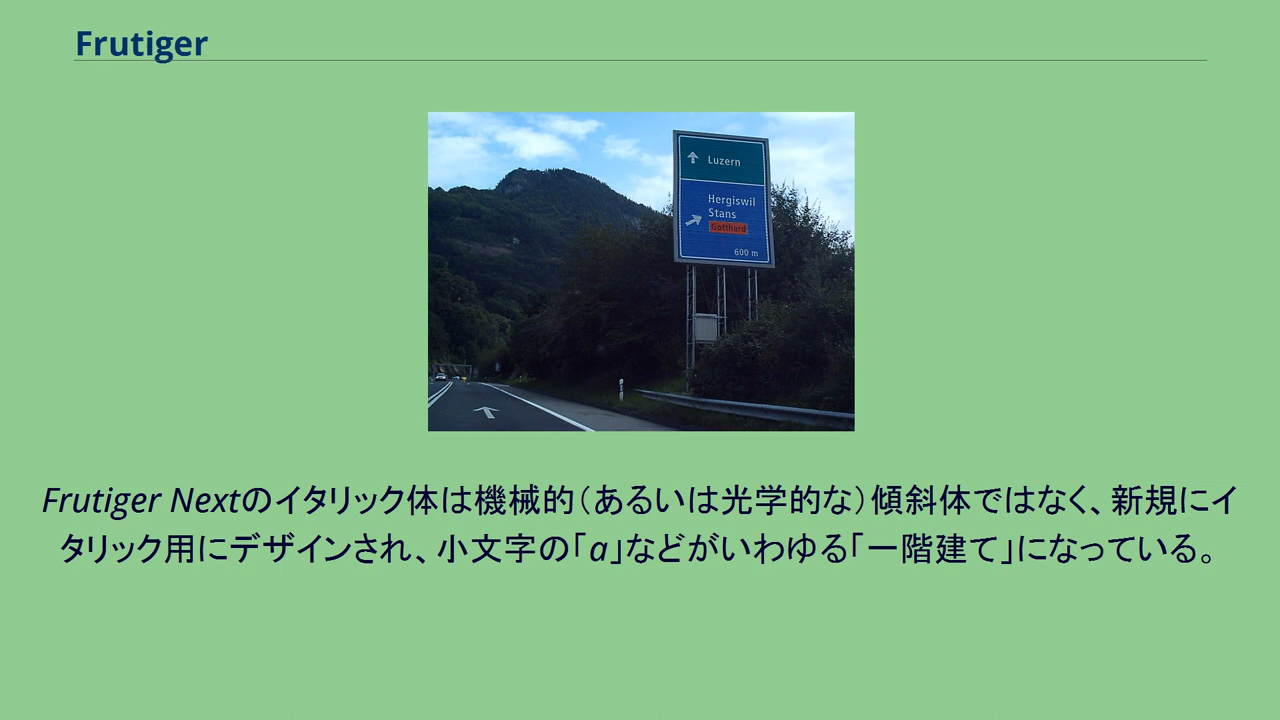 Frutiger
Luzern
Hergiswil
Stans
Gotthard
600 m
Frutiger Nextのイタリック体は機械的（あるいは光学的な）傾斜体ではなく、新規にイ
タリック用にデザインされ、小文字の「a」などがいわゆる「一階建て」になっている。